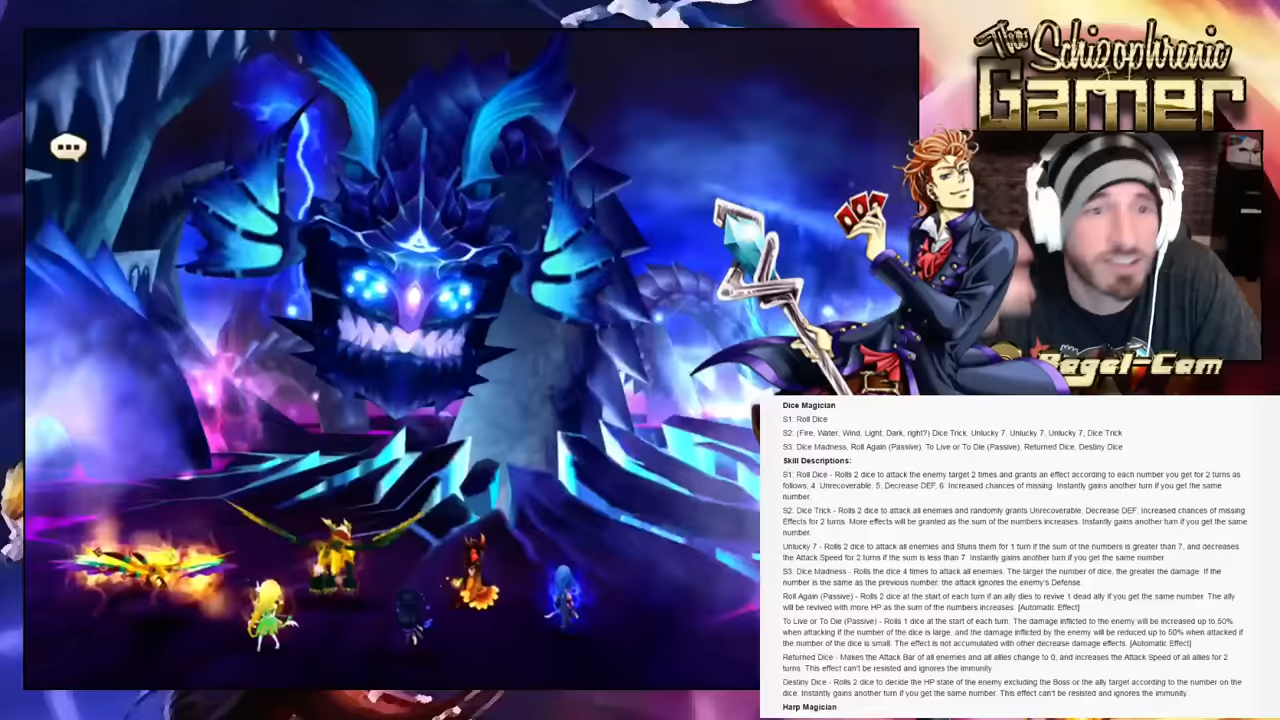 The
Schizophrenic
Gamer
Bagel-Cam
Dice Magician
S1: Roll Dice
S2: (Fire, Water, Wind, Light, Dark, right?) Dice Trick, Unlucky 7, Unlucky 7, Unlucky 7, Dice Trick
S3: Dice Madness, Roll Again (Passive), To Live or To Die (Passive), Returned Dice, Destiny Dice
Skill Descriptions:
S1: Roll Dice - Rolls 2 dice to attack the enemy target 2 times and grants an effect according to each number you get for 2 turns as
follows; 4: Unrecoverable. 5: Decrease DEF, 6: Increased chances of missing. Instantly gains another turn if you get the same
number.
S2: Dice Trick - Rolls 2 dice to attack all enemies and randomly grants Unrecoverable, Decrease DEF, Increased chances of missing
Effects for 2 turns. More effects will be granted as the sum of the numbers increases. Instantly gains another turn if you get the same
number.
Unlucky 7 - Rolls 2 dice to attack all enemies and Stuns them for 1 turn if the sum of the numbers is greater than 7, and decreases
the Attack Speed for 2 turns if the sum is less than 7. Instantly gains another turn if you get the same number.
S3: Dice Madness - Rolls the dice 4 times to attack all enemies. The larger the number of dice, the greater the damage. If the
number is the same as the previous number, the attack ignores the enemy's Defense.
Roll Again (Passive) - Rolls 2 dice at the start of each turn if an ally dies to revive 1 dead ally if you get the same number. The ally
will be revived with more HP as the sum of the numbers increases. [Automatic Effect]
To Live or To Die (Passive) - Rolls 1 dice at the start of each turn. The damage inflicted to the enemy will be increased up to 50%
when attacking if the number of the dice is large, and the damage inflicted by the enemy will be reduced up to 50% when attacked if
the number of the dice is small. The effect is not accumulated with other decrease damage effects. [Automatic Effect]
Returned Dice - Makes the Attack Bar of all enemies and all allies change to 0, and increases the Attack Speed of all allies for 2
turns. This effect can't be resisted and ignores the immunity.
Destiny Dice - Rolls 2 dice to decide the HP state of the enemy excluding the Boss or the ally target according to the number on the
dice. Instantly gains another turn if you get the same number. This effect can't be resisted and ignores the immunity.
Harp Magician